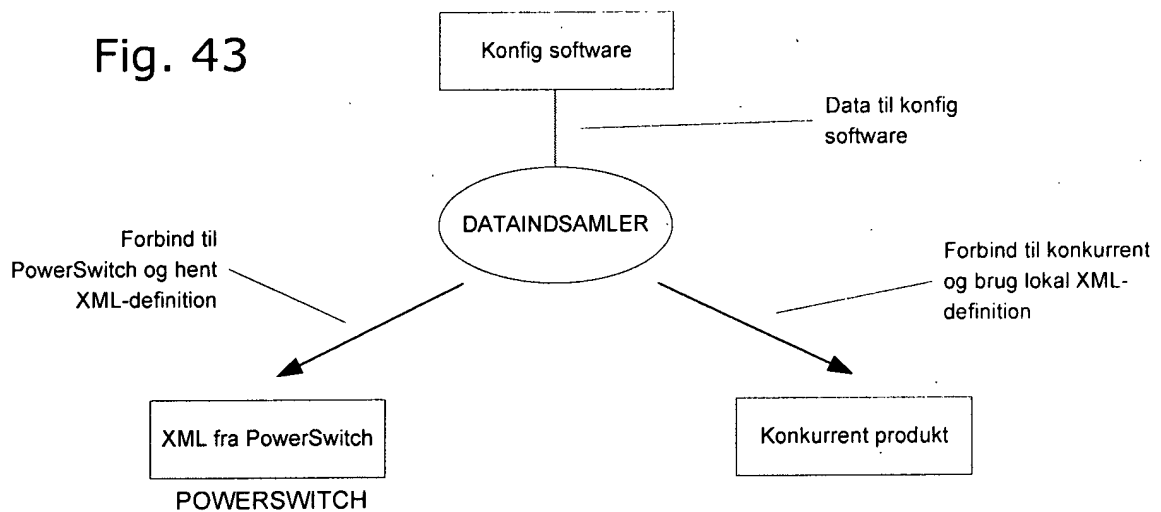 Fig. 43
Konfig software
Data til konfig
software
DATAINDSAMLER
Forbind til
PowerSwitch og hent
XML-definition
Forbind til konkurrent
og brug lokal XML-
definition
XML fra PowerSwitch
POWERSWITCH
Konkurrent produkt